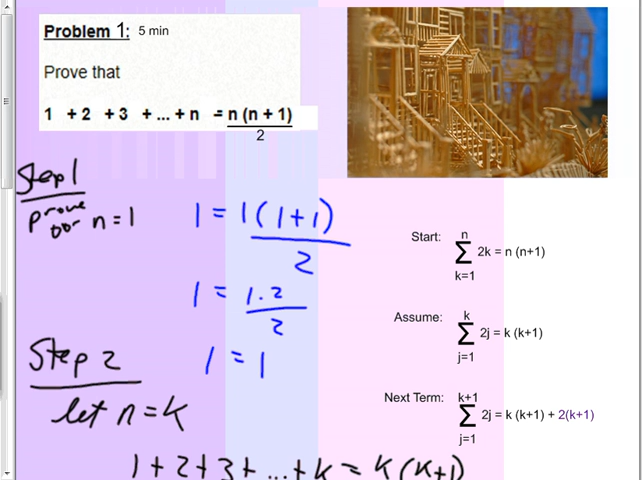 Problem 1: 5 min
Prove that
1 + 2 + 3 + ... + n = n (n + 1)
2
Step 1
prove
for n = 1
1 = 1 (1+1)
2
1 = 1.2
2
1 = 1
Step 2
let n = k
1 + 2 + 3 + ... + k = k (k+1)
Start:
n
Σ 2k = n (n+1)
k=1
Assume:
k
Σ 2j = k (k+1)
j=1
Next Term:
k+1
Σ 2j = k (k+1) + 2(k+1)
j=1